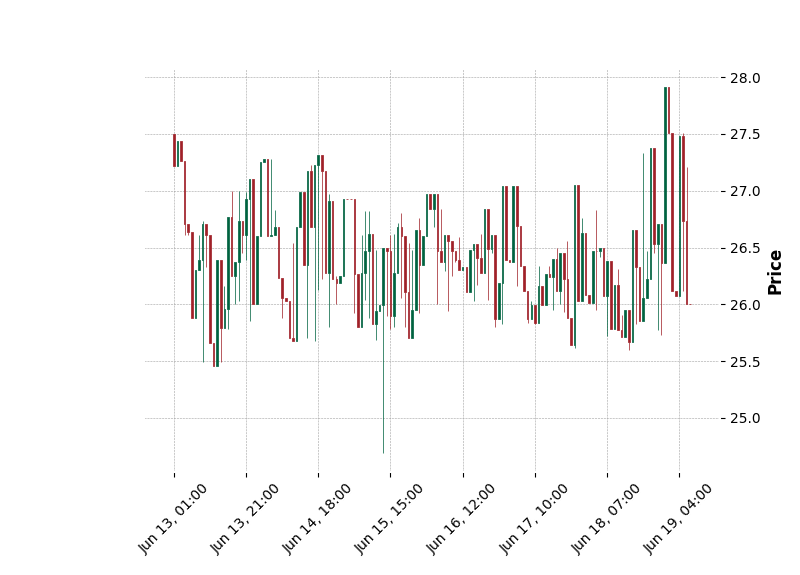 28.0
27.5
27.0
26.5
26.0
25.5
25.0
Price
Jun 13, 01:00
Jun 13, 21:00
Jun 14, 18:00
Jun 15, 15:00
Jun 16, 12:00
Jun 17, 10:00
Jun 18, 07:00
Jun 19, 04:00